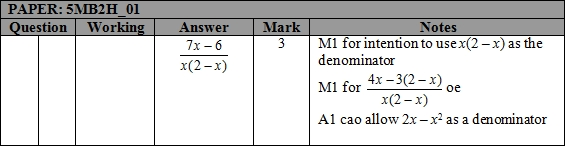 PAPER: 5MB2H_01
Question Working Answer Mark Notes
7x – 6 / x(2 – x) 3 M1 for intention to use x(2 – x) as the
denominator
M1 for 4x – 3(2 – x) / x(2 – x) oe
A1 cao allow 2x – x² as a denominator